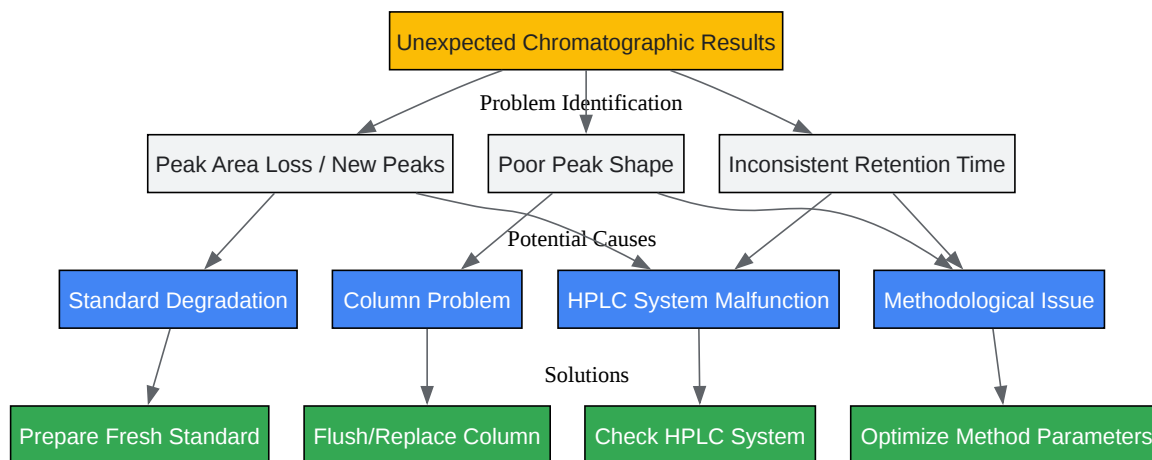 Unexpected Chromatographic Results
Problem Identification
Peak Area Loss / New Peaks
Poor Peak Shape
Inconsistent Retention Time
Potential Causes
Standard Degradation
Column Problem
HPLC System Malfunction
Methodological Issue
Solutions
Prepare Fresh Standard
Flush/Replace Column
Check HPLC System
Optimize Method Parameters